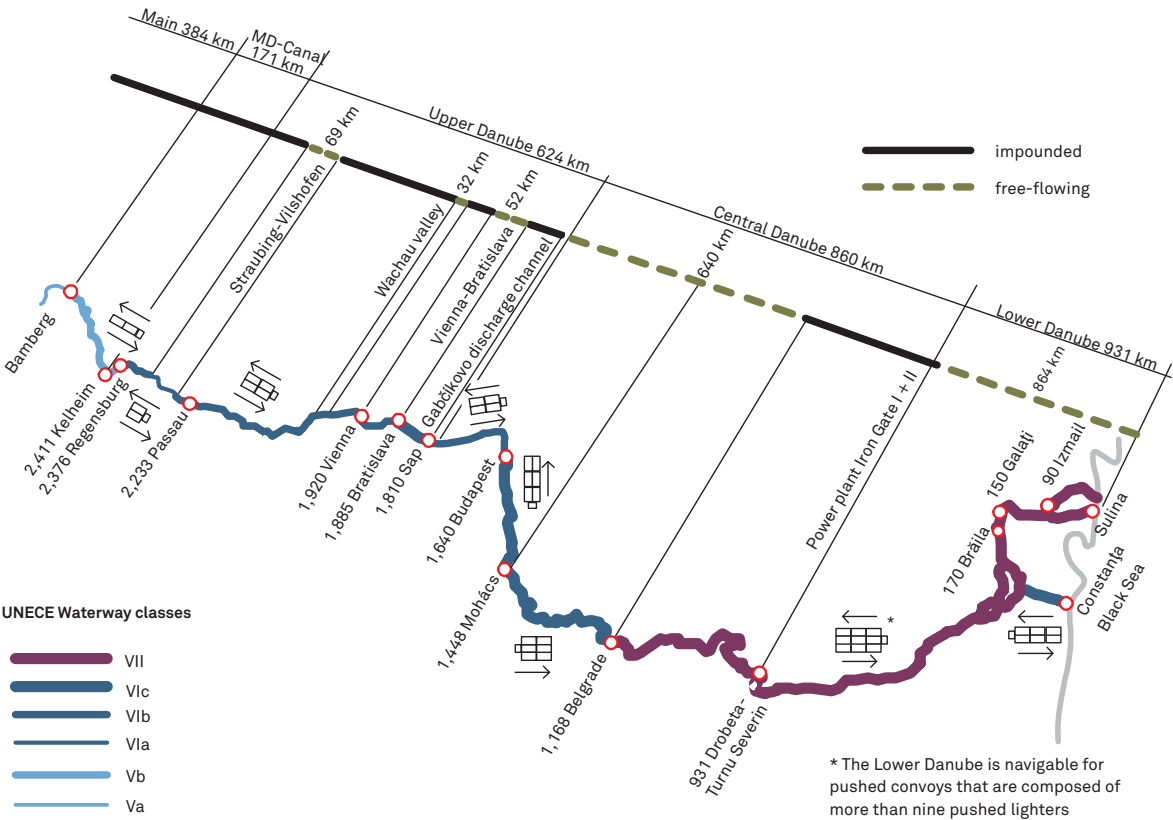 Main 384 km
MD-Canal
171 km
Upper Danube 624 km
Central Danube 860 km
Lower Danube 931 km
69 km
32 km
52 km
640 km
864 km
impounded
free-flowing
Straubing-Vilshofen
Wachau valley
Vienna-Bratislava
Gabčíkovo discharge channel
Power plant Iron Gate I + II
Bamberg
2,411 Kelheim
2,376 Regensburg
2,233 Passau
1,920 Vienna
1,885 Bratislava
1,810 Sap
1,640 Budapest
1,448 Mohács
1,168 Belgrade
931 Drobeta-
Turnu Severin
170 Brăila
150 Galaţi
90 Izmail
Sulina
Constanţa
Black Sea
*
UNECE Waterway classes
VII
VIc
VIb
VIa
Vb
Va
* The Lower Danube is navigable for
pushed convoys that are composed of
more than nine pushed lighters